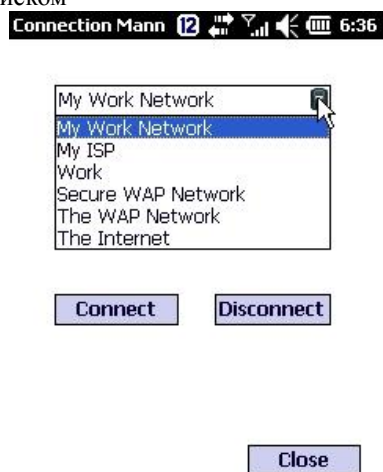 иском
Connection Mann 12 6:36
My Work Network
My Work Network
My ISP
Work
Secure WAP Network
The WAP Network
The Internet
Connect Disconnect
Close